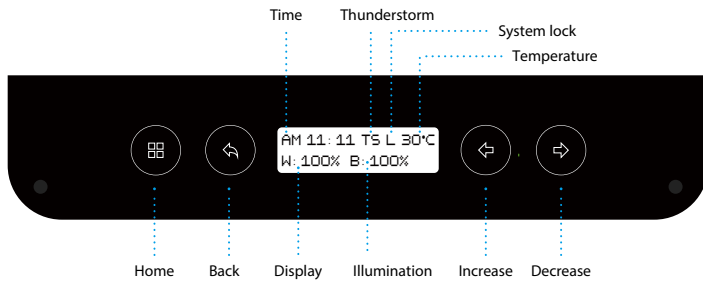 Time Thunderstorm
System lock
Temperature
AM 11:11 TS L 30°C
W: 100% B: 100%
Home Back Display Illumination Increase Decrease